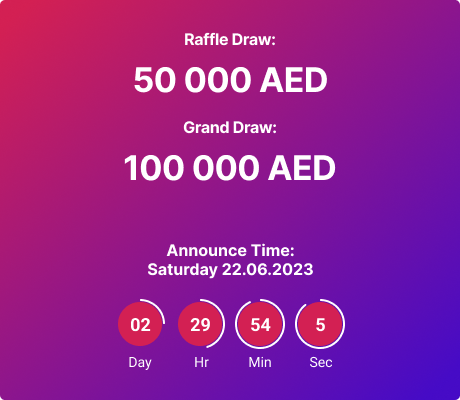 Raffle Draw:
50 000 AED
Grand Draw:
100 000 AED
Announce Time:
Saturday 22.06.2023
02 29 54 5
Day Hr Min Sec